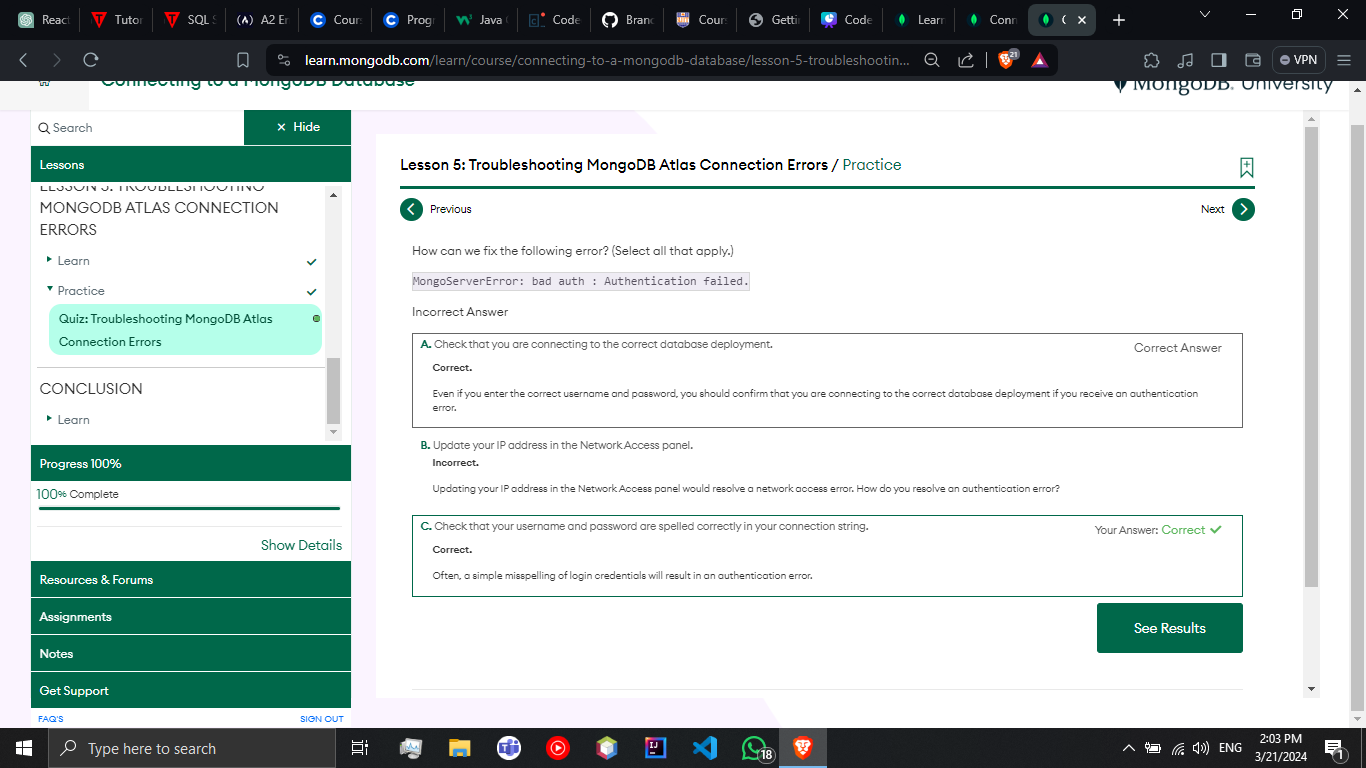 React
Tutor
SQL S
A2 En
Cours
Progr
Java
Code
Branc
Cours
Getti
Code
Learn
Conn
learn.mongodb.com/learn/course/connecting-to-a-mongodb-database/lesson-5-troubleshootin...
21
VPN
Connecting to a MongoDB Database
MongoDB. University
Search
× Hide
Lessons
LESSON 5: TROUBLESHOOTING
MONGODB ATLAS CONNECTION
ERRORS
Learn
Practice
Quiz: Troubleshooting MongoDB Atlas
Connection Errors
CONCLUSION
Learn
Progress 100%
100% Complete
Show Details
Resources & Forums
Assignments
Notes
Get Support
FAQ'S
SIGN OUT
Lesson 5: Troubleshooting MongoDB Atlas Connection Errors / Practice
Previous
Next
How can we fix the following error? (Select all that apply.)
MongoServerError: bad auth : Authentication failed.
Incorrect Answer
A. Check that you are connecting to the correct database deployment.
Correct Answer
Correct.
Even if you enter the correct username and password, you should confirm that you are connecting to the correct database deployment if you receive an authentication
error.
B. Update your IP address in the Network Access panel.
Incorrect.
Updating your IP address in the Network Access panel would resolve a network access error. How do you resolve an authentication error?
C. Check that your username and password are spelled correctly in your connection string.
Your Answer: Correct
Correct.
Often, a simple misspelling of login credentials will result in an authentication error.
See Results
Type here to search
18
ENG
2:03 PM
3/21/2024
1